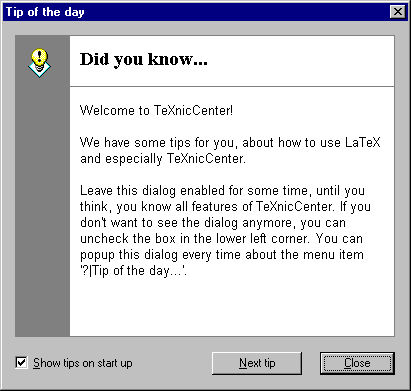 Tip of the day
Did you know...
Welcome to TeXnicCenter!
We have some tips for you, about how to use LaTeX
and especially TeXnicCenter.
Leave this dialog enabled for some time, until you
think, you know all features of TeXnicCenter. If you
don't want to see the dialog anymore, you can
uncheck the box in the lower left corner. You can
popup this dialog every time about the menu item
'?|Tip of the day...'.
Show tips on start up
Next tip
Close